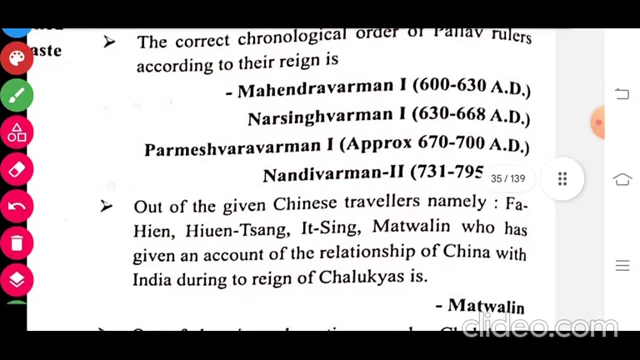 The correct chronological order of Pallav rulers
aste
according to their reign is
- Mahendravarman I (600-630 A.D.)
Narsinghvarman I (630-668 A.D.)
Parmeshvaravarman I (Approx 670-700 A.D.)
Nandivarman-II (731-795
35 / 139
Out of the given Chinese travellers namely : Fa-
Hien, Hiuen-Tsang, It-Sing, Matwalin who has
given an account of the relationship of China with
India during to reign of Chalukyas is.
- Matwalin
clideo.com